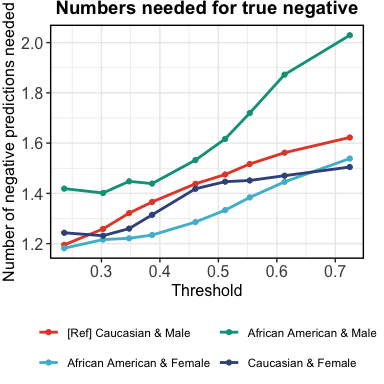 Numbers needed for true negative
Number of negative predictions needed
2.0
1.8
1.6
1.4
1.2
0.3 0.4 0.5 0.6 0.7
Threshold
[Ref] Caucasian & Male
African American & Male
African American & Female
Caucasian & Female